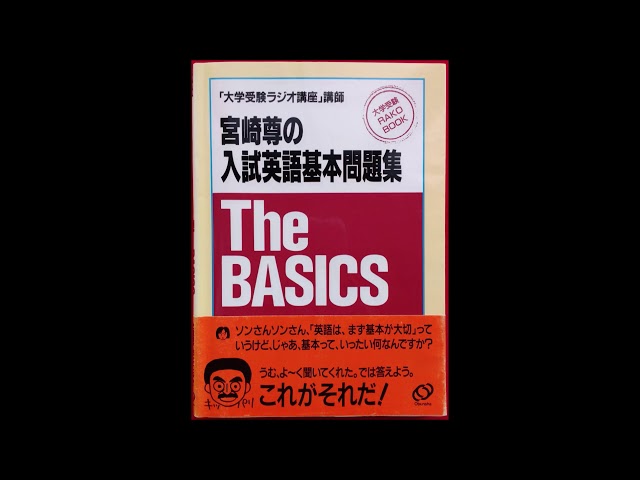 「大学受験ラジオ講座」講師
大学受験
RAKO
BOOK
宮崎尊の
入試英語基本問題集
The
BASICS
ソンさんソンさん、「英語は、まず基本が大切」って
いうけど、じゃあ、基本って、いったい何なんですか?
うむ、よ〜く聞いてくれた。では答えよう。
これがそれだ!